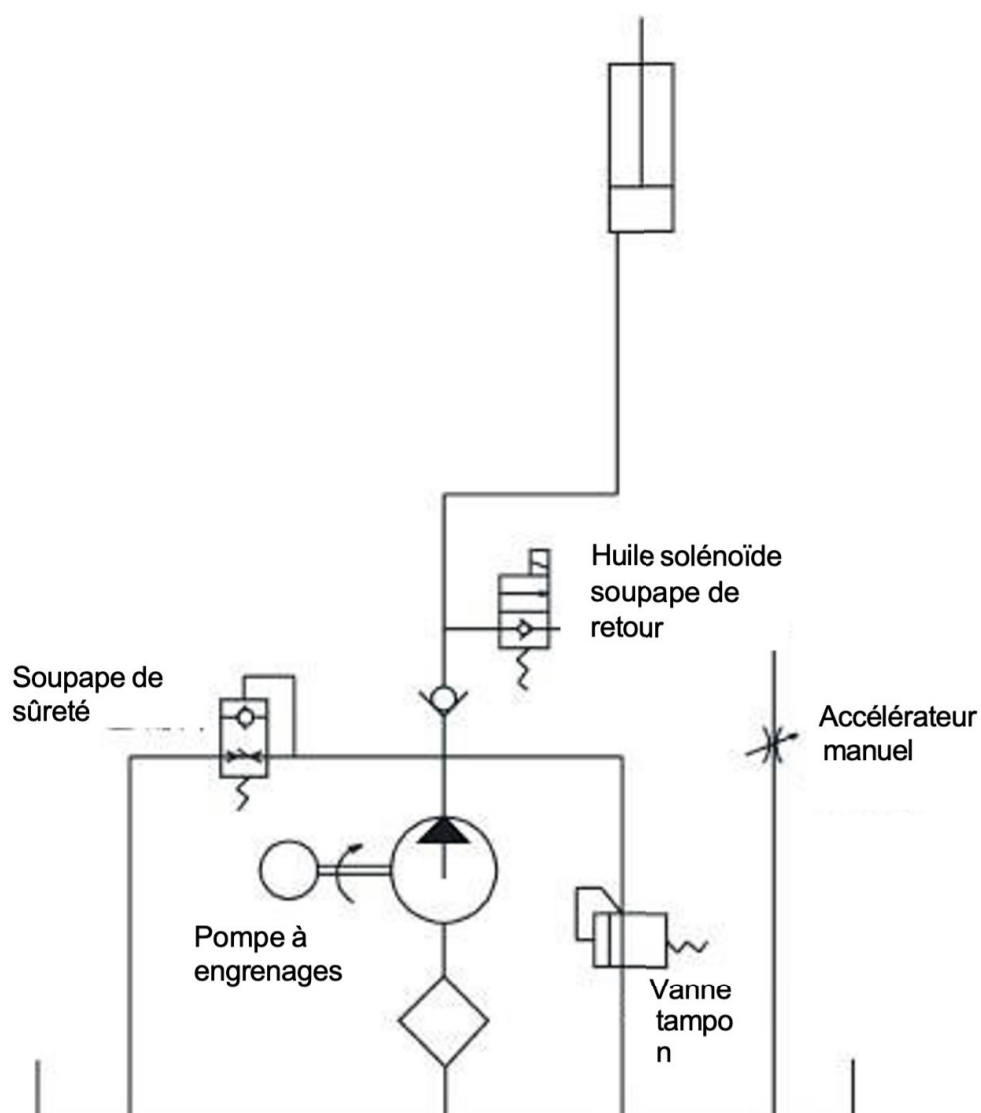 Huile solénoïde
soupape de
retour
Soupape de
sûreté
Accélérateur
manuel
Pompe à
engrenages
Vanne
tampo
n